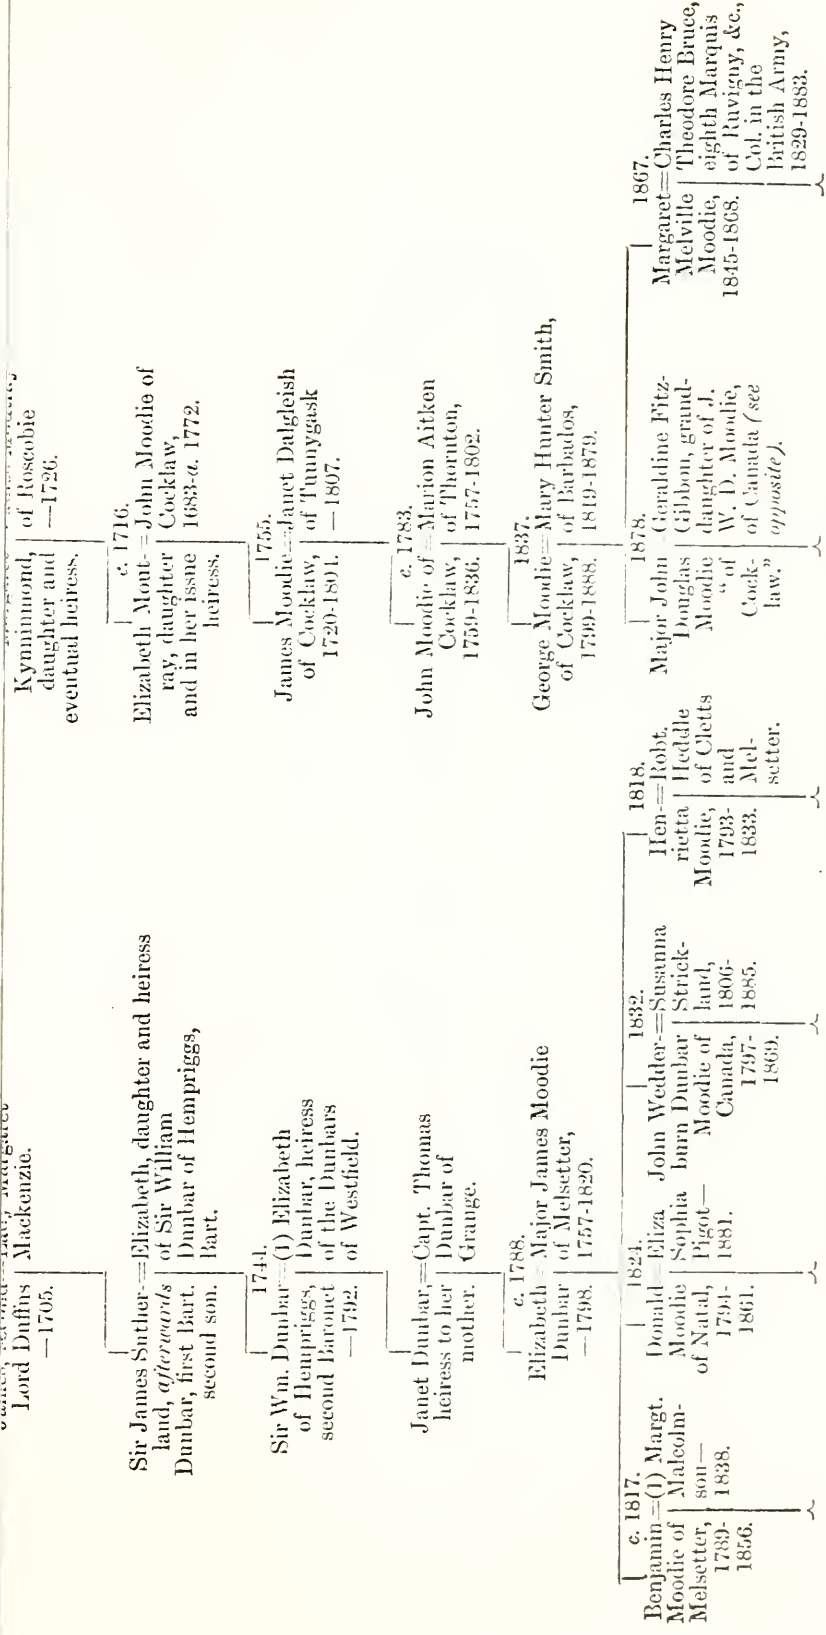 Lord Duffus
—1705.
Mackenzie.
Sir James Suther-=Elizabeth, daughter and heiress
land, afterwards
Dunbar, first Bart.
second son.
of Sir William
Dunbar of Hempriggs,
Bart.
1744.
Sir Wm. Dunbar=(1) Elizabeth
of Hempriggs,
second Baronet
—1792.
Dunbar, heiress
of the Dunbars
of Westfield.
Janet Dunbar,=Capt. Thomas
heiress to her
mother.
Dunbar of
Grange.
c. 1788.
Elizabeth=Major James Moodie
Dunbar
—1798.
of Melsetter,
1757-1820.
c. 1817.
Benjamin=(1) Margt.
Moodie of
Melsetter,
1789-
1856.
Malcolm-
son—
1838.
1824.
Donald=Eliza
Moodie
of Natal,
1794-
1861.
Sophia
Pigot—
1881.
1832.
John Wedder-=Susanna
burn Dunbar
Moodie of
Canada,
1797-
1869.
Strick-
land,
1806-
1885.
1818.
Hen-=Robt.
rietta
Moodie,
1793-
1833.
Heddle
of Cletts
and
Mel-
setter.
Kynninmond,
daughter and
eventual heiress.
of Roscobie
—1726.
c. 1716.
Elizabeth Mout-=John Moodie of
ray, daughter
and in her issue
heiress.
Cocklaw,
1683-a. 1772.
1755.
James Moodie=Janet Dalgleish
of Cocklaw,
1720-1801.
of Tunnygask
—1807.
c. 1783.
John Moodie of=Marion Aitken
Cocklaw,
1759-1836.
of Thornton,
1757-1802.
1837.
George Moodie=Mary Hunter Smith,
of Cocklaw,
1799-1888.
of Barbados,
1819-1879.
1878.
Major John=Geraldine Fitz-
Douglas
Moodie
"of
Cock-
law."
Gibbon, grand-
daughter of J.
W. D. Moodie,
of Canada (see
opposite).
1867.
Margaret=Charles Henry
Melville
Moodie,
1845-1868.
Theodore Bruce,
eighth Marquis
of Ruvigny, &c.,
Col. in the
British Army,
1829-1883.